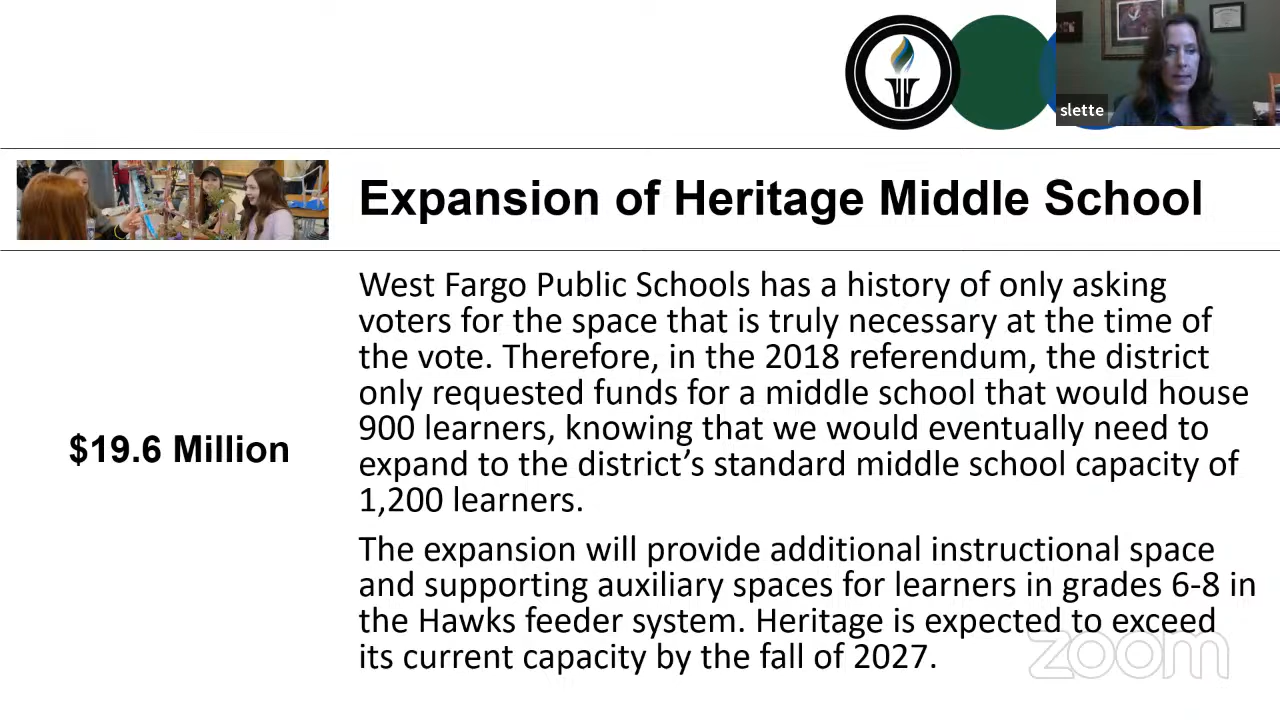 slette
Expansion of Heritage Middle School
$19.6 Million
West Fargo Public Schools has a history of only asking
voters for the space that is truly necessary at the time of
the vote. Therefore, in the 2018 referendum, the district
only requested funds for a middle school that would house
900 learners, knowing that we would eventually need to
expand to the district’s standard middle school capacity of
1,200 learners.
The expansion will provide additional instructional space
and supporting auxiliary spaces for learners in grades 6-8 in
the Hawks feeder system. Heritage is expected to exceed
its current capacity by the fall of 2027.
zoom